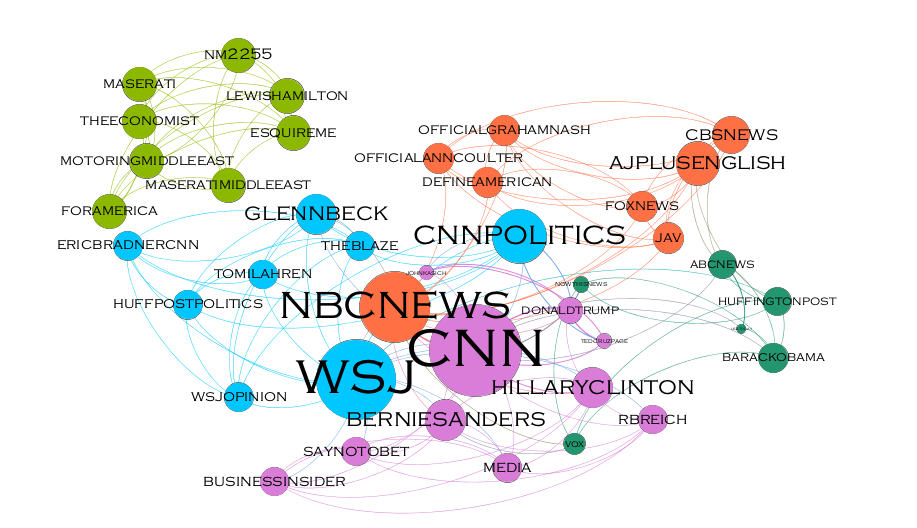 NM2255
MASERATI
LEWISHAMILTON
THEECONOMIST
ESQUIREME
MOTORINGMIDDLEEAST
MASERATIMIDDLEEAST
FORAMERICA
OFFICIALGRAHAMNASH
CBSNEWS
OFFICIALANNCOULTER
AJPLUSENGLISH
DEFINEAMERICAN
FOXNEWS
GLENNBECK
CNNPOLITICS
JAV
ERICBRADNERCNN
THEBLAZE
ABCNEWS
TOMILAHREN
JOHNKASICH
NOWTHISNEWS
HUFFPOSTPOLITICS
NBCNEWS
DONALDTRUMP
HUFFINGTONPOST
TEDCRUZPAGE
CNN
BARACKOBAMA
WSJ
HILLARYCLINTON
WSJOPINION
BERNIESANDERS
RBREICH
SAYNOTOBET
VOX
MEDIA
BUSINESSINSIDER